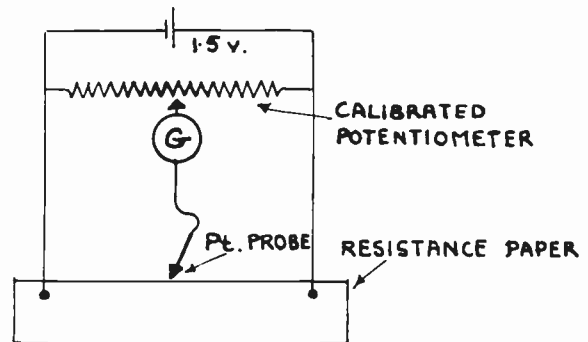 1.5 v.
CALIBRATED
POTENTIOMETER
G
Pt. PROBE
RESISTANCE PAPER